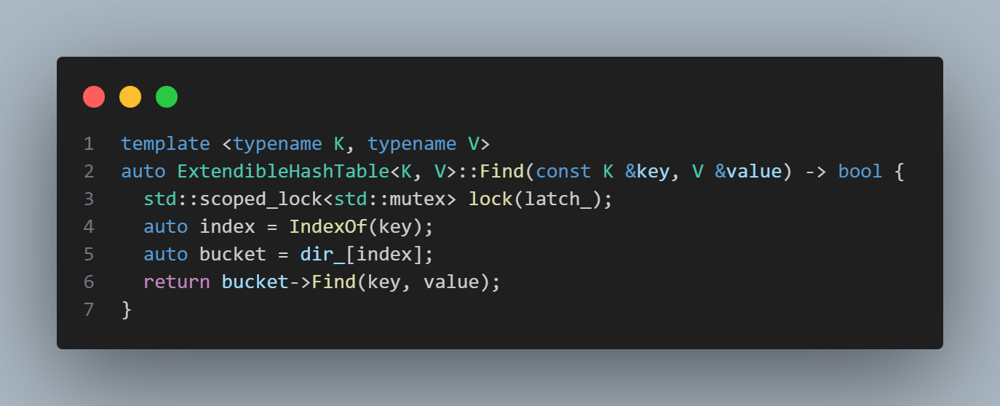 1 template <typename K, typename V>
2 auto ExtendibleHashTable<K, V>::Find(const K &key, V &value) -> bool {
3   std::scoped_lock<std::mutex> lock(latch_);
4   auto index = IndexOf(key);
5   auto bucket = dir_[index];
6   return bucket->Find(key, value);
7 }